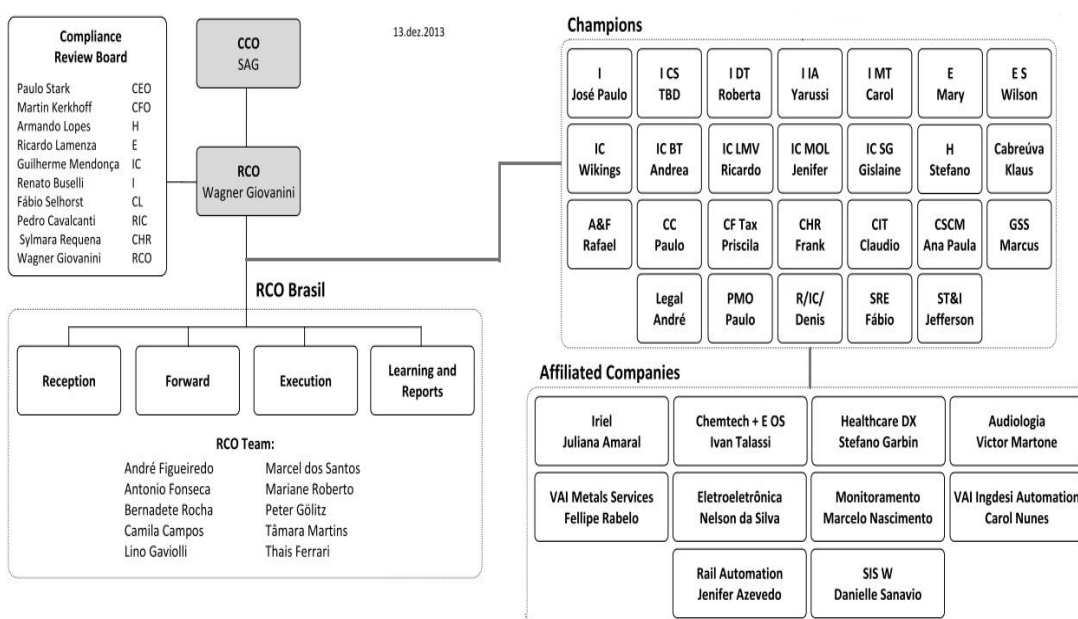 13.dez.2013
Compliance
Review Board
Paulo Stark CEO
Martin Kerkhoff CFO
Armando Lopes H
Ricardo Lamenza E
Guilherme Mendonça IC
Renato Buselli I
Fábio Selhorst CL
Pedro Cavalcanti RIC
Sylmara Requena CHR
Wagner Giovanini RCO
CCO
SAG
RCO
Wagner Giovanini
RCO Brasil
Reception
Forward
Execution
Learning and
Reports
RCO Team:
André Figueiredo Marcel dos Santos
Antonio Fonseca Mariane Roberto
Bernadete Rocha Peter Gölitz
Camila Campos Tâmara Martins
Lino Gaviolli Thais Ferrari
Champions
I
José Paulo
I CS
TBD
I DT
Roberta
I IA
Yarussi
I MT
Carol
E
Mary
E S
Wilson
IC
Wikings
IC BT
Andrea
IC LMV
Ricardo
IC MOL
Jenifer
IC SG
Gislaine
H
Stefano
Cabreúva
Klaus
A&F
Rafael
CC
Paulo
CF Tax
Priscila
CHR
Frank
CIT
Claudio
CSCM
Ana Paula
GSS
Marcus
Legal
André
PMO
Paulo
R/IC/
Denis
SRE
Fábio
ST&I
Jefferson
Affiliated Companies
Iriel
Juliana Amaral
Chemtech + E OS
Ivan Talassi
Healthcare DX
Stefano Garbin
Audiologia
Victor Martone
VAI Metals Services
Fellipe Rabelo
Eletroeletrônica
Nelson da Silva
Monitoramento
Marcelo Nascimento
VAI Ingdesi Automation
Carol Nunes
Rail Automation
Jenifer Azevedo
SIS W
Danielle Sanavio